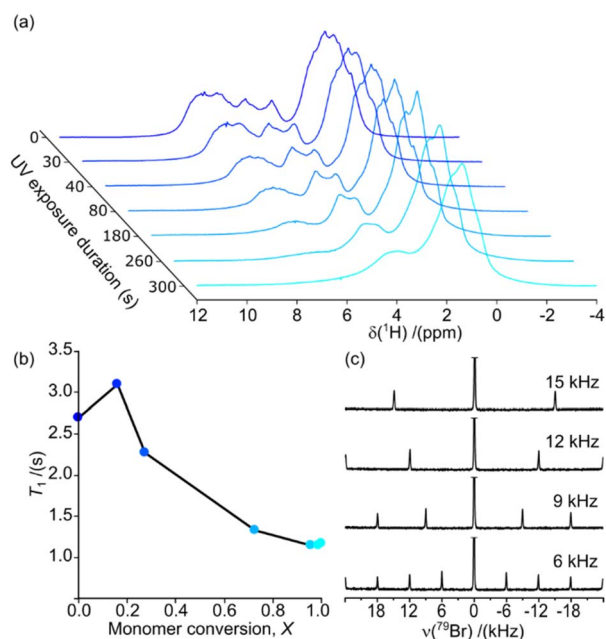 (a)
0
30
40
80
180
260
300
UV exposure duration (s)
12 10 8 6 4 2 0 -2 -4
δ(¹H) /(ppm)
(b)
3.5
3.0
2.5
2.0
1.5
1.0
T₁ /(s)
0.0 0.2 0.4 0.6 0.8 1.0
Monomer conversion, X
(c)
15 kHz
12 kHz
9 kHz
6 kHz
18 12 6 0 -6 -12 -18
ν(⁷⁹Br) /(kHz)